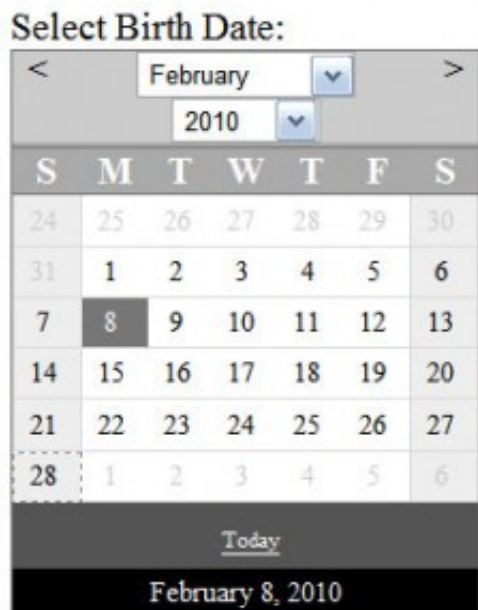 Select Birth Date:
< February >
2010
S M T W T F S
24 25 26 27 28 29 30
31 1 2 3 4 5 6
7 8 9 10 11 12 13
14 15 16 17 18 19 20
21 22 23 24 25 26 27
28 1 2 3 4 5 6
Today
February 8, 2010